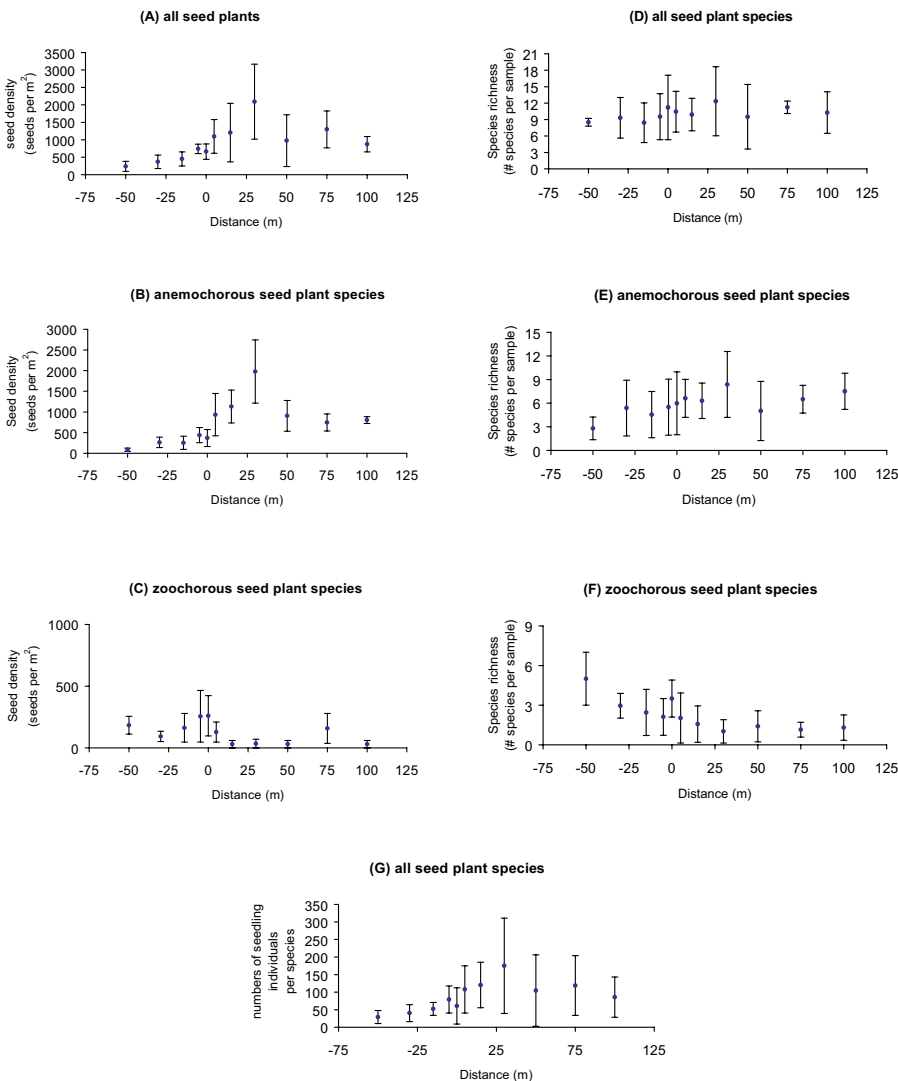 (A) all seed plants
seed density
(seeds per m2)
3500
3000
2500
2000
1500
1000
500
0
-75 -50 -25 0 25 50 75 100 125
Distance (m)
(D) all seed plant species
Species richness
(# species per sample)
21
18
15
12
9
6
3
0
-75 -50 -25 0 25 50 75 100 125
Distance (m)
(B) anemochorous seed plant species
Seed density
(seeds per m2)
3000
2500
2000
1500
1000
500
0
-75 -50 -25 0 25 50 75 100 125
Distance (m)
(E) anemochorous seed plant species
Species richness
(# species per sample)
15
12
9
6
3
0
-75 -50 -25 0 25 50 75 100 125
Distance (m)
(C) zoochorous seed plant species
Seed density
(seeds per m2)
1000
500
0
-75 -50 -25 0 25 50 75 100 125
Distance (m)
(F) zoochorous seed plant species
Species richness
(# species per sample)
9
6
3
0
-75 -50 -25 0 25 50 75 100 125
Distance (m)
(G) all seed plant species
numbers of seedling
individuals
per species
350
300
250
200
150
100
50
0
-75 -25 25 75 125
Distance (m)